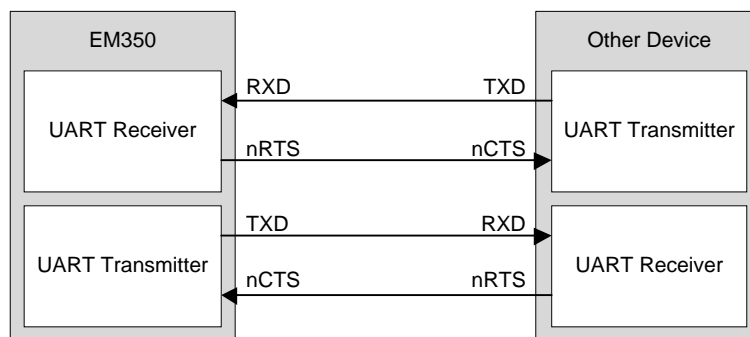 EM350
Other Device
RXD
TXD
UART Receiver
UART Transmitter
nRTS
nCTS
TXD
RXD
UART Transmitter
UART Receiver
nCTS
nRTS